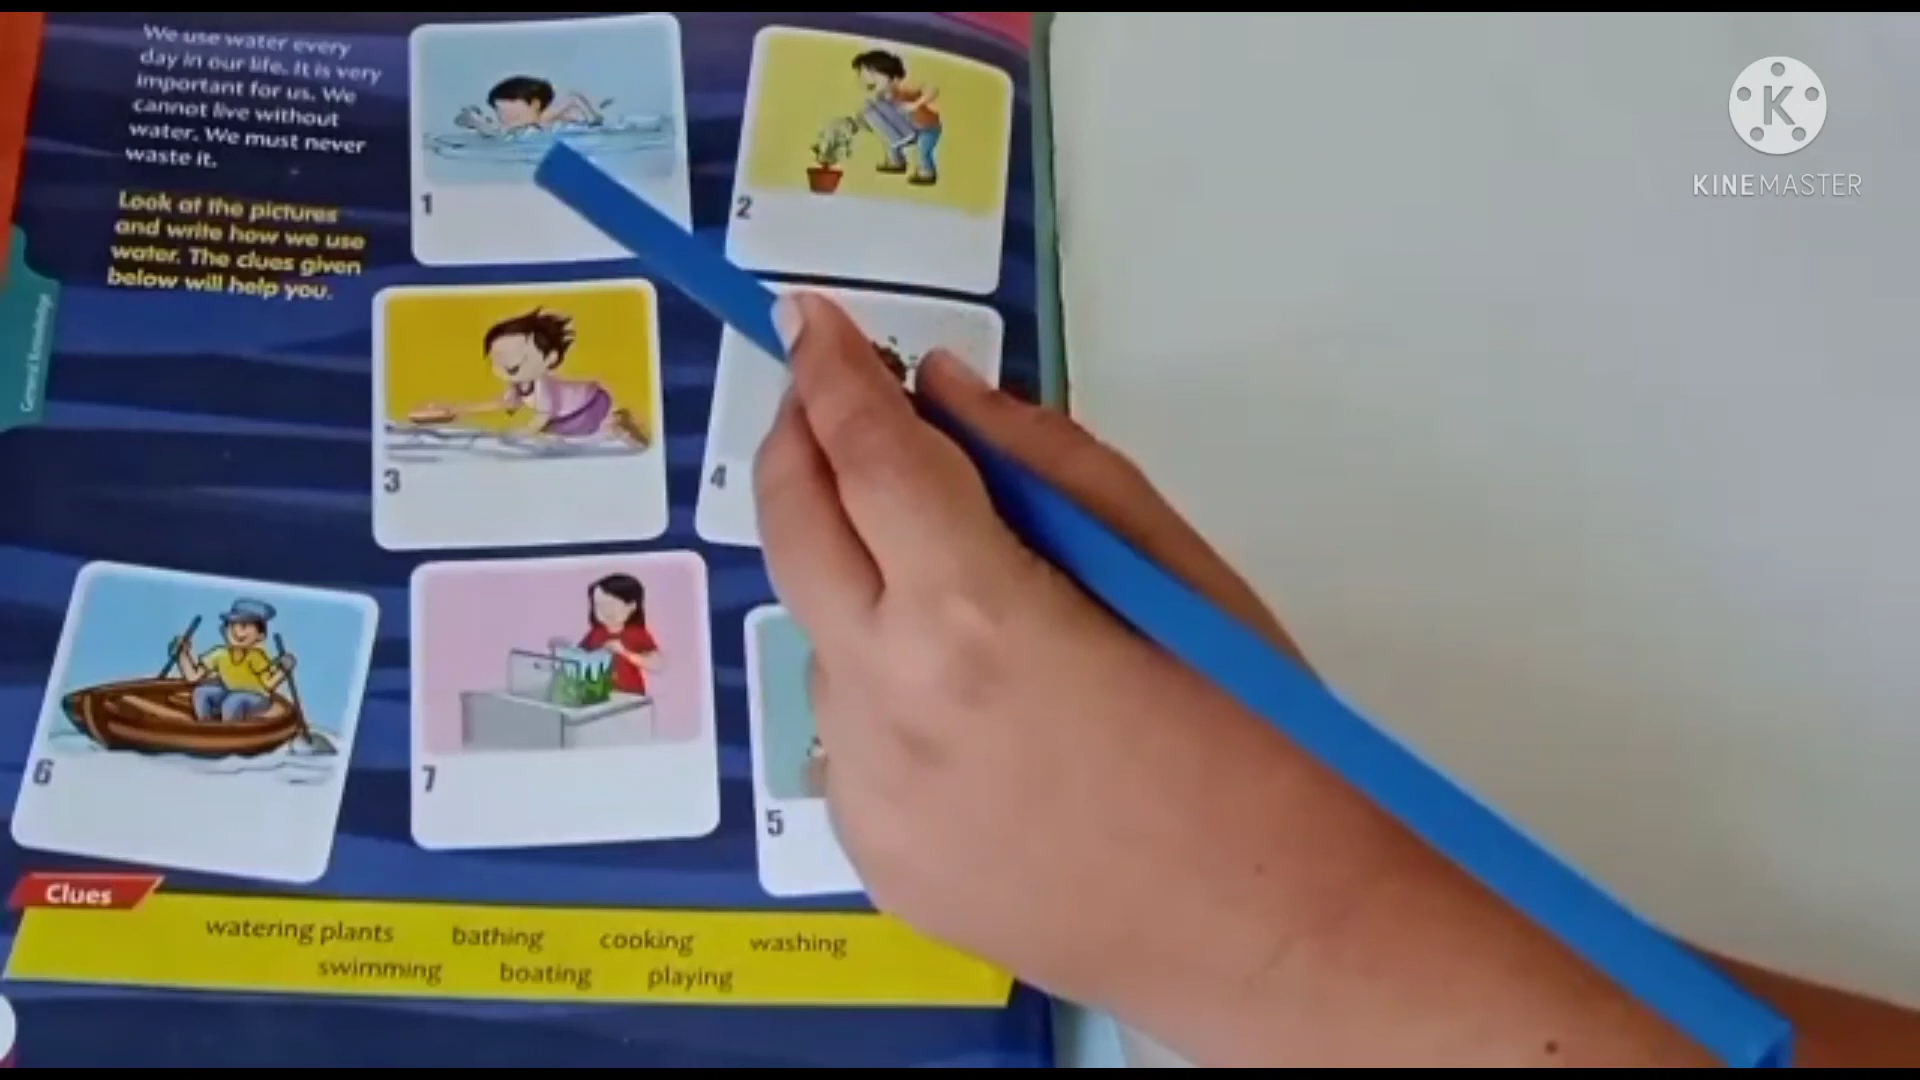 We use water every
day in our life. It is very
important for us. We
cannot live without
water. We must never
waste it.
Look at the pictures
and write how we use
water. The clues given
below will help you.
General Knowledge
1
2
3
4
6
7
5
Clues
watering plants bathing cooking washing
swimming boating playing
K
KINEMASTER